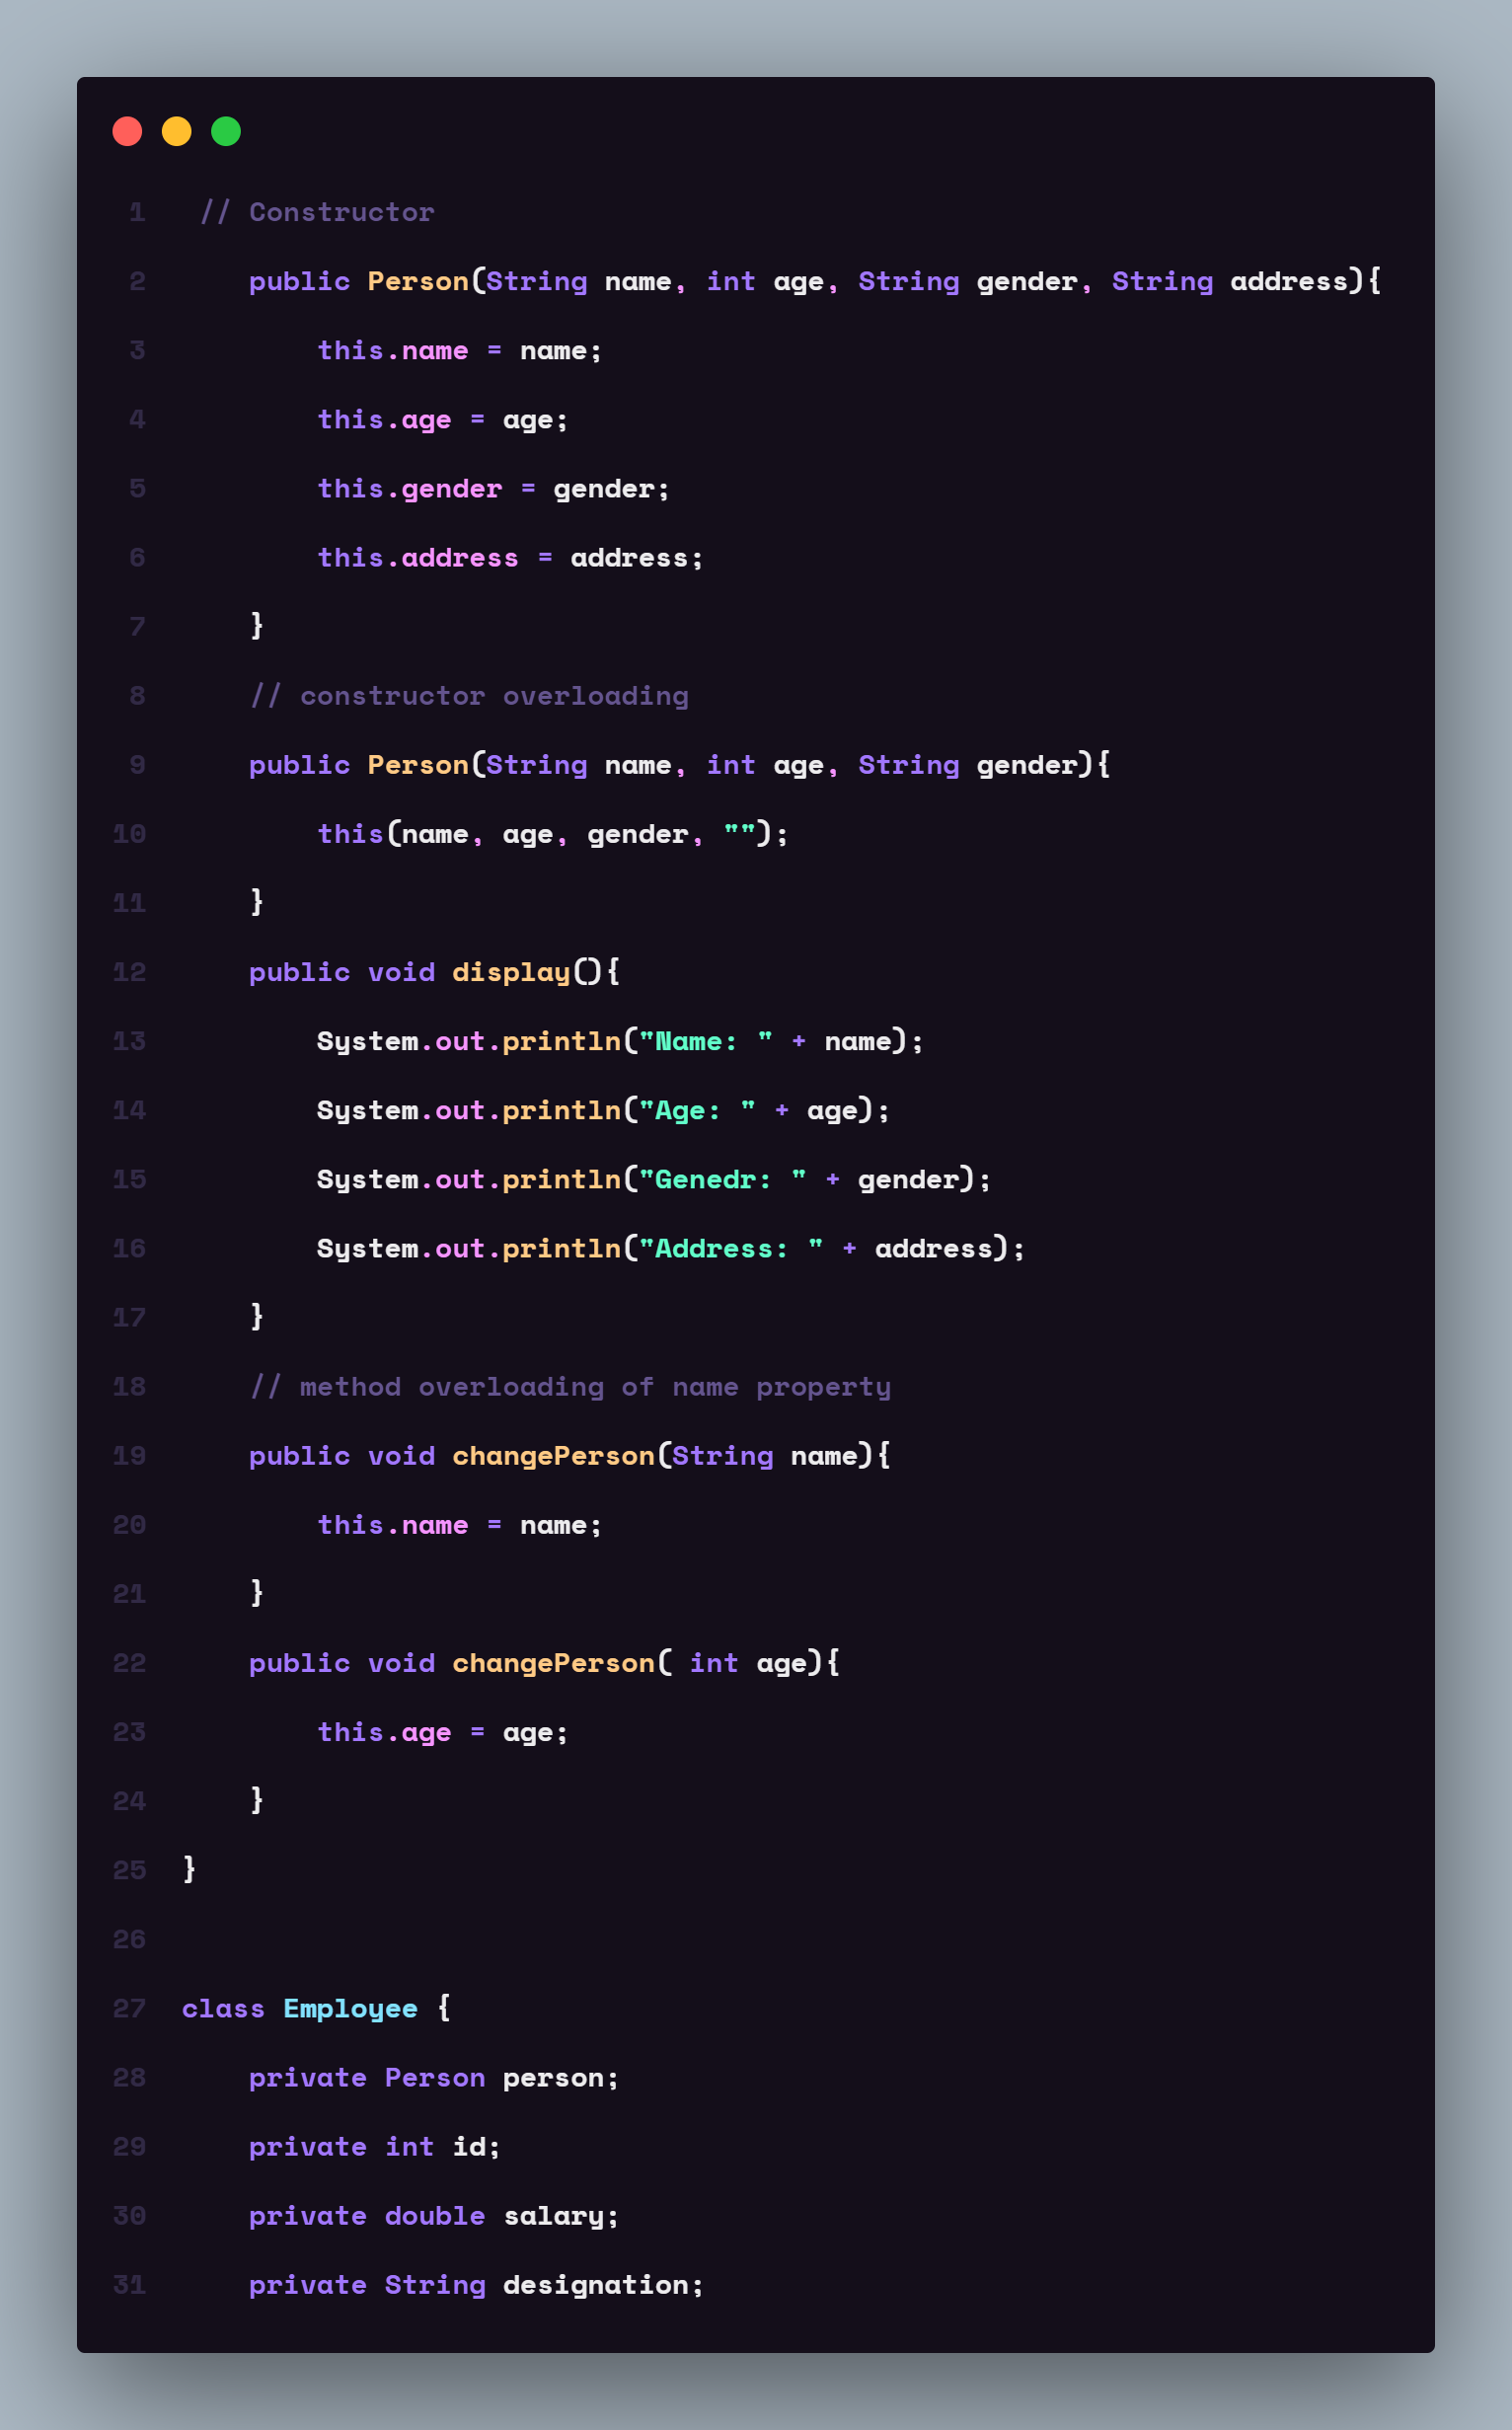 1 // Constructor
2 public Person(String name, int age, String gender, String address){
3 this.name = name;
4 this.age = age;
5 this.gender = gender;
6 this.address = address;
7 }
8 // constructor overloading
9 public Person(String name, int age, String gender){
10 this(name, age, gender, "");
11 }
12 public void display(){
13 System.out.println("Name: " + name);
14 System.out.println("Age: " + age);
15 System.out.println("Genedr: " + gender);
16 System.out.println("Address: " + address);
17 }
18 // method overloading of name property
19 public void changePerson(String name){
20 this.name = name;
21 }
22 public void changePerson( int age){
23 this.age = age;
24 }
25 }
26
27 class Employee {
28 private Person person;
29 private int id;
30 private double salary;
31 private String designation;